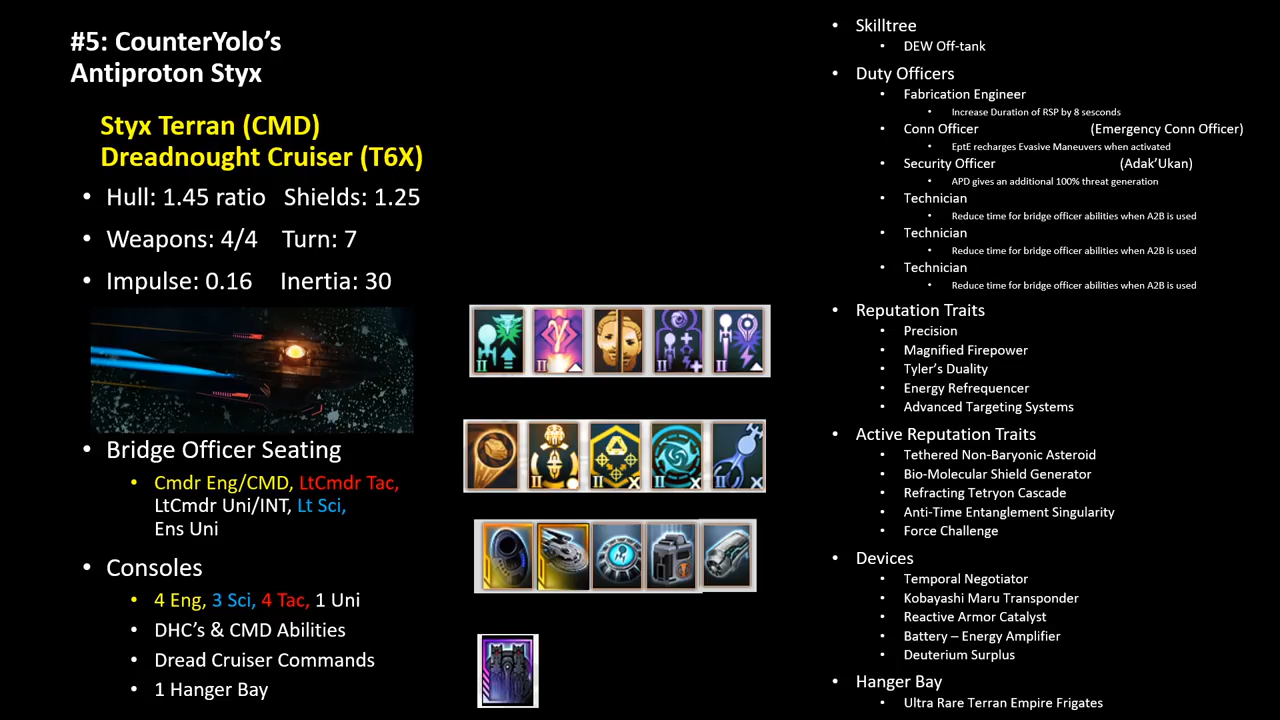 #5: CounterYolo's
Antiproton Styx
Styx Terran (CMD)
Dreadnought Cruiser (T6X)
• Hull: 1.45 ratio Shields: 1.25
• Weapons: 4/4 Turn: 7
• Impulse: 0.16 Inertia: 30
• Bridge Officer Seating
• Cmdr Eng/CMD, LtCmdr Tac,
LtCmdr Uni/INT, Lt Sci,
Ens Uni
• Consoles
• 4 Eng, 3 Sci, 4 Tac, 1 Uni
• DHC's & CMD Abilities
• Dread Cruiser Commands
• 1 Hanger Bay
II II II II
II II X X X
• Skilltree
• DEW Off-tank
• Duty Officers
• Fabrication Engineer
• Increase Duration of RSP by 8 sesconds
• Conn Officer (Emergency Conn Officer)
• EptE recharges Evasive Maneuvers when activated
• Security Officer (Adak'Ukan)
• APD gives an additional 100% threat generation
• Technician
• Reduce time for bridge officer abilities when A2B is used
• Technician
• Reduce time for bridge officer abilities when A2B is used
• Technician
• Reduce time for bridge officer abilities when A2B is used
• Reputation Traits
• Precision
• Magnified Firepower
• Tyler's Duality
• Energy Refrequencer
• Advanced Targeting Systems
• Active Reputation Traits
• Tethered Non-Baryonic Asteroid
• Bio-Molecular Shield Generator
• Refracting Tetryon Cascade
• Anti-Time Entanglement Singularity
• Force Challenge
• Devices
• Temporal Negotiator
• Kobayashi Maru Transponder
• Reactive Armor Catalyst
• Battery – Energy Amplifier
• Deuterium Surplus
• Hanger Bay
• Ultra Rare Terran Empire Frigates